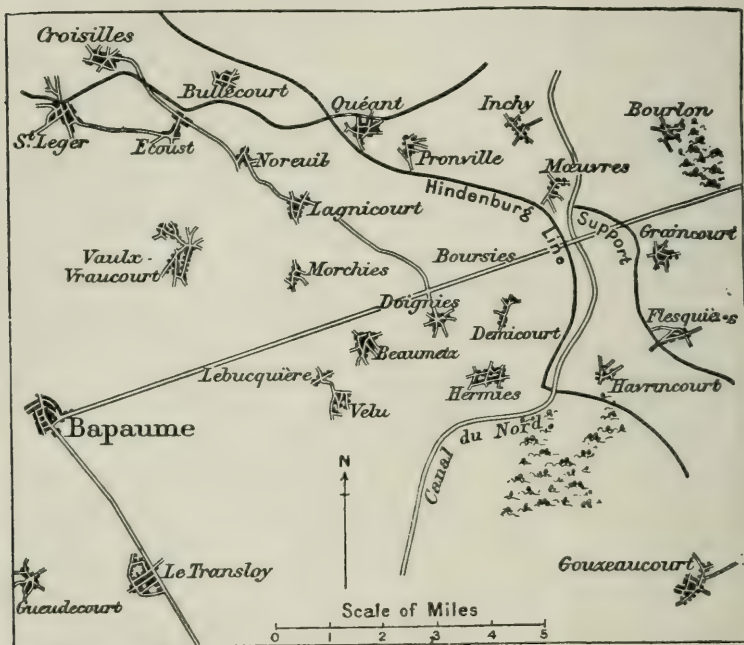 Croisilles
Bullecourt
Quéant
Inchy
Bourlon
St. Leger
Ecoust
Noreuil
Pronville
Mœuvres
Hindenburg Line
Support
Lagnicourt
Graincourt
Vaulx-
Vraucourt
Morchies
Boursies
Doignies
Demicourt
Flesquières
Beaumetz
Lebucquière
Velu
Hermies
Havrincourt
Bapaume
Canal du Nord
N
Le Transloy
Gueudecourt
Gouzeaucourt
Scale of Miles
0 1 2 3 4 5